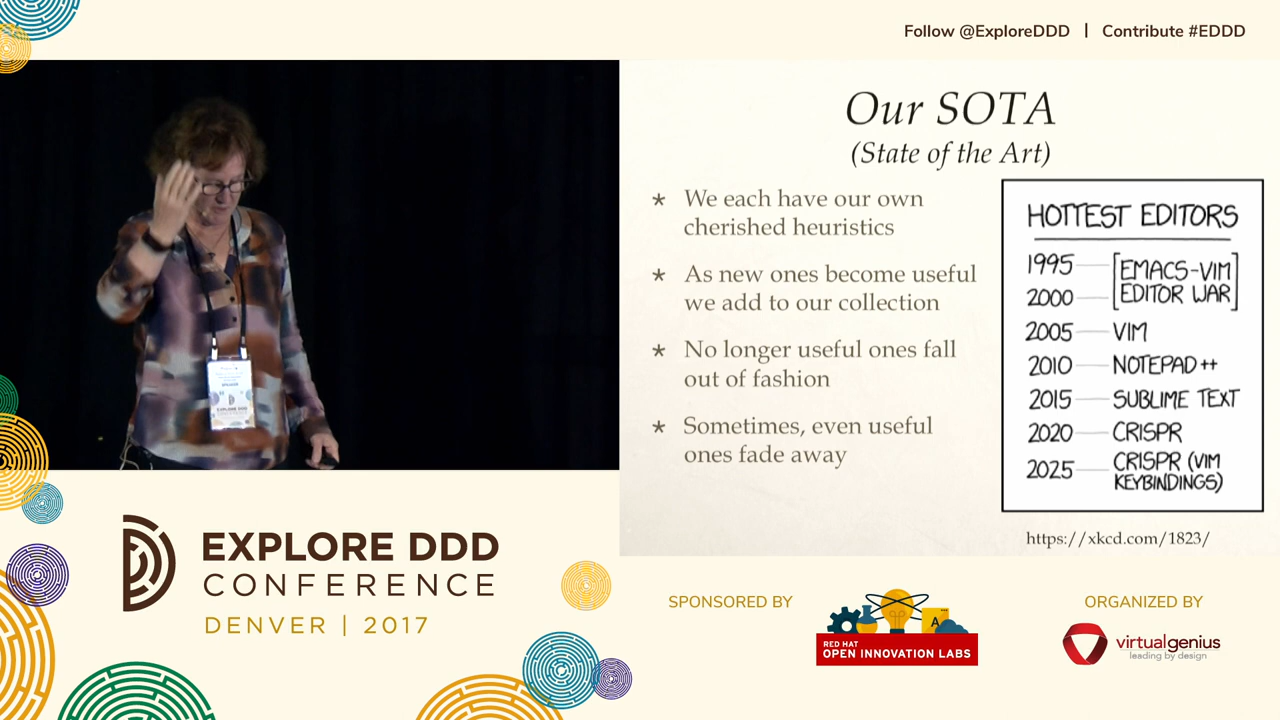 Follow @ExploreDDD | Contribute #EDDD
Our SOTA
(State of the Art)
* We each have our own
cherished heuristics
* As new ones become useful
we add to our collection
* No longer useful ones fall
out of fashion
* Sometimes, even useful
ones fade away
HOTTEST EDITORS
1995
2000
[EMACS-VIM
EDITOR WAR]
2005 — VIM
2010 — NOTEPAD++
2015 — SUBLIME TEXT
2020 — CRISPR
2025 — CRISPR (VIM
KEYBINDINGS)
https://xkcd.com/1823/
EXPLORE DDD
EXPLORE DDD
CONFERENCE
DENVER | 2017
SPONSORED BY
RED HAT
OPEN INNOVATION LABS
A
ORGANIZED BY
virtualgenius
leading by design